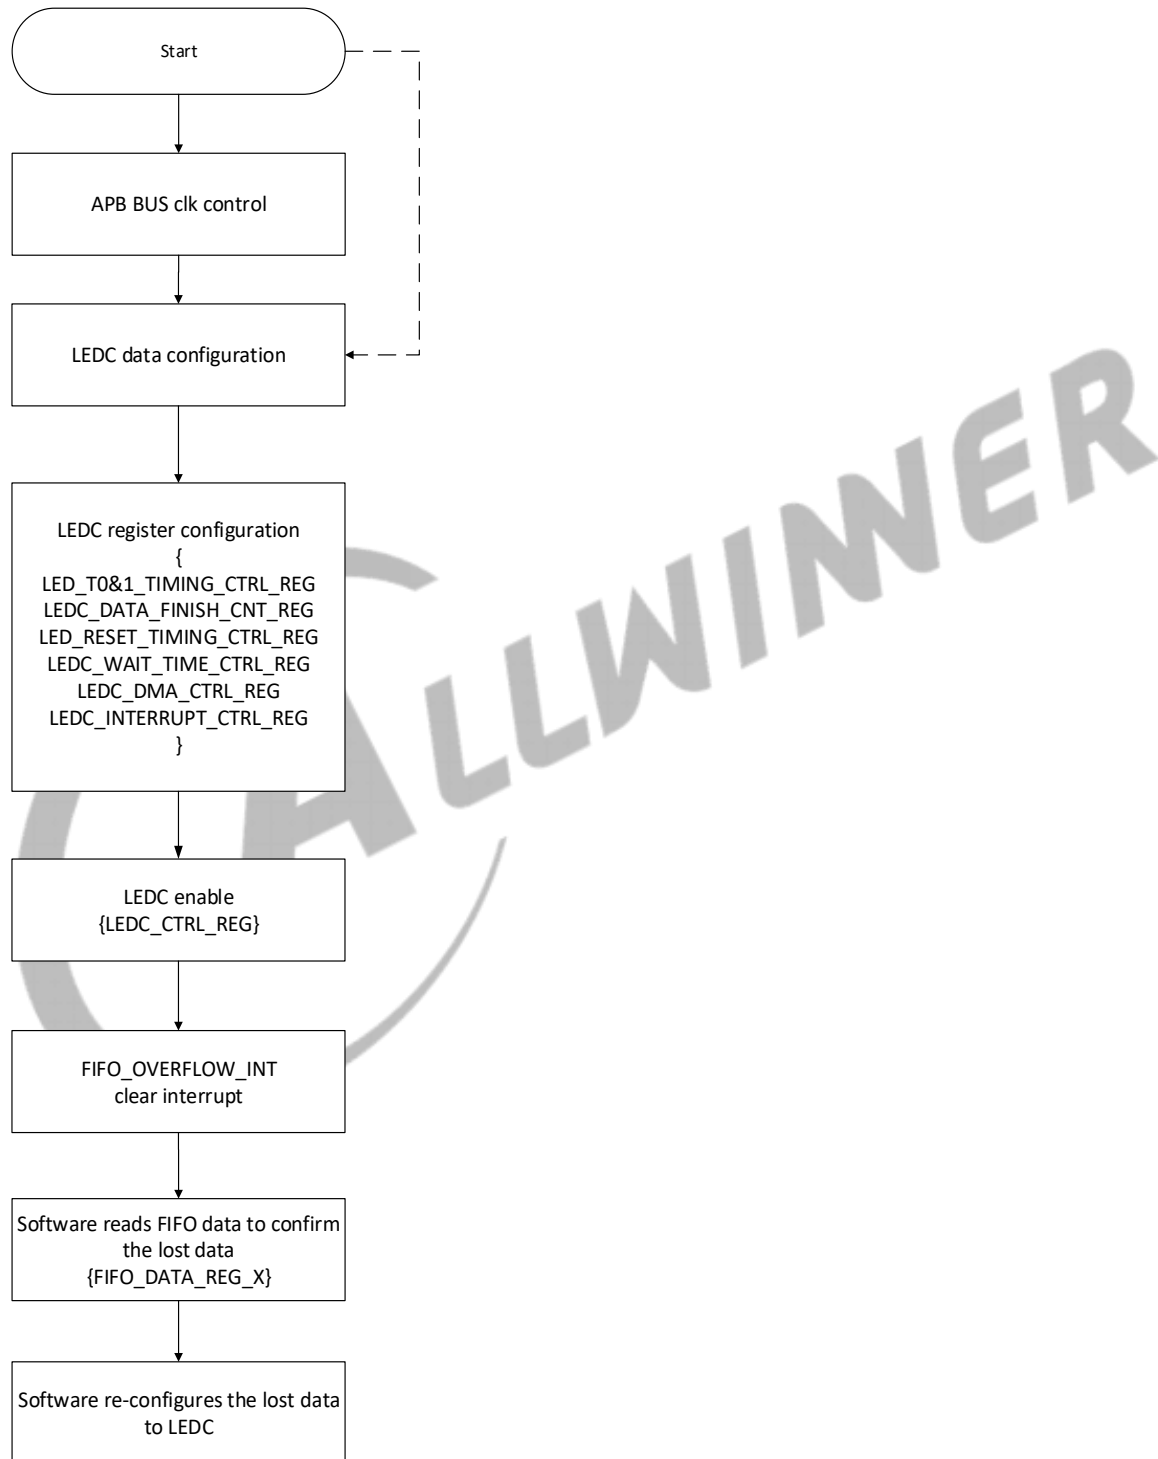 Start
APB BUS clk control
LEDC data configuration
LEDC register configuration
{
LED_T0&1_TIMING_CTRL_REG
LEDC_DATA_FINISH_CNT_REG
LED_RESET_TIMING_CTRL_REG
LEDC_WAIT_TIME_CTRL_REG
LEDC_DMA_CTRL_REG
LEDC_INTERRUPT_CTRL_REG
}
LEDC enable
{LEDC_CTRL_REG}
FIFO_OVERFLOW_INT
clear interrupt
Software reads FIFO data to confirm
the lost data
{FIFO_DATA_REG_X}
Software re-configures the lost data
to LEDC
ALLWINNER